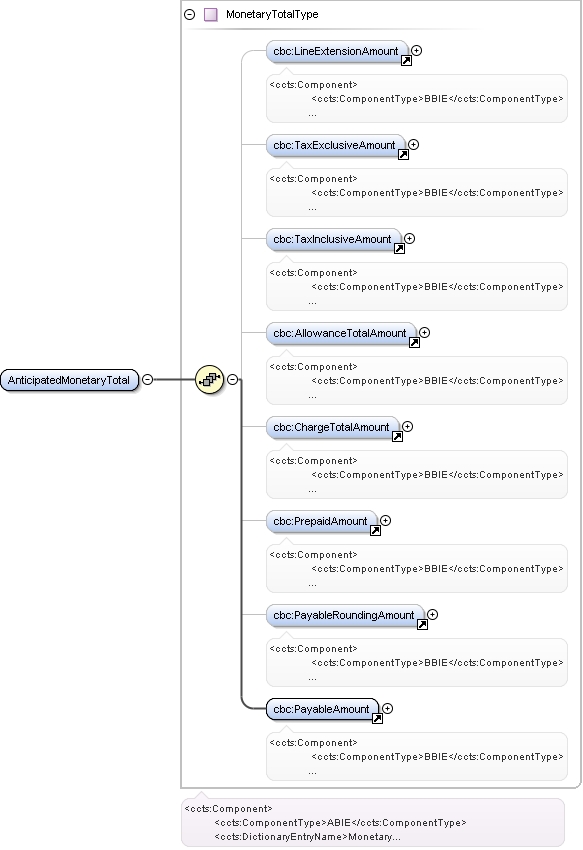 MonetaryTotalType
cbc:LineExtensionAmount
<ccts:Component>
<ccts:ComponentType>BBIE</ccts:ComponentType>
...
cbc:TaxExclusiveAmount
<ccts:Component>
<ccts:ComponentType>BBIE</ccts:ComponentType>
...
cbc:TaxInclusiveAmount
<ccts:Component>
<ccts:ComponentType>BBIE</ccts:ComponentType>
...
cbc:AllowanceTotalAmount
<ccts:Component>
<ccts:ComponentType>BBIE</ccts:ComponentType>
...
AnticipatedMonetaryTotal
cbc:ChargeTotalAmount
<ccts:Component>
<ccts:ComponentType>BBIE</ccts:ComponentType>
...
cbc:PrepaidAmount
<ccts:Component>
<ccts:ComponentType>BBIE</ccts:ComponentType>
...
cbc:PayableRoundingAmount
<ccts:Component>
<ccts:ComponentType>BBIE</ccts:ComponentType>
...
cbc:PayableAmount
<ccts:Component>
<ccts:ComponentType>BBIE</ccts:ComponentType>
...
<ccts:Component>
<ccts:ComponentType>ABIE</ccts:ComponentType>
<ccts:DictionaryEntryName>Monetary...